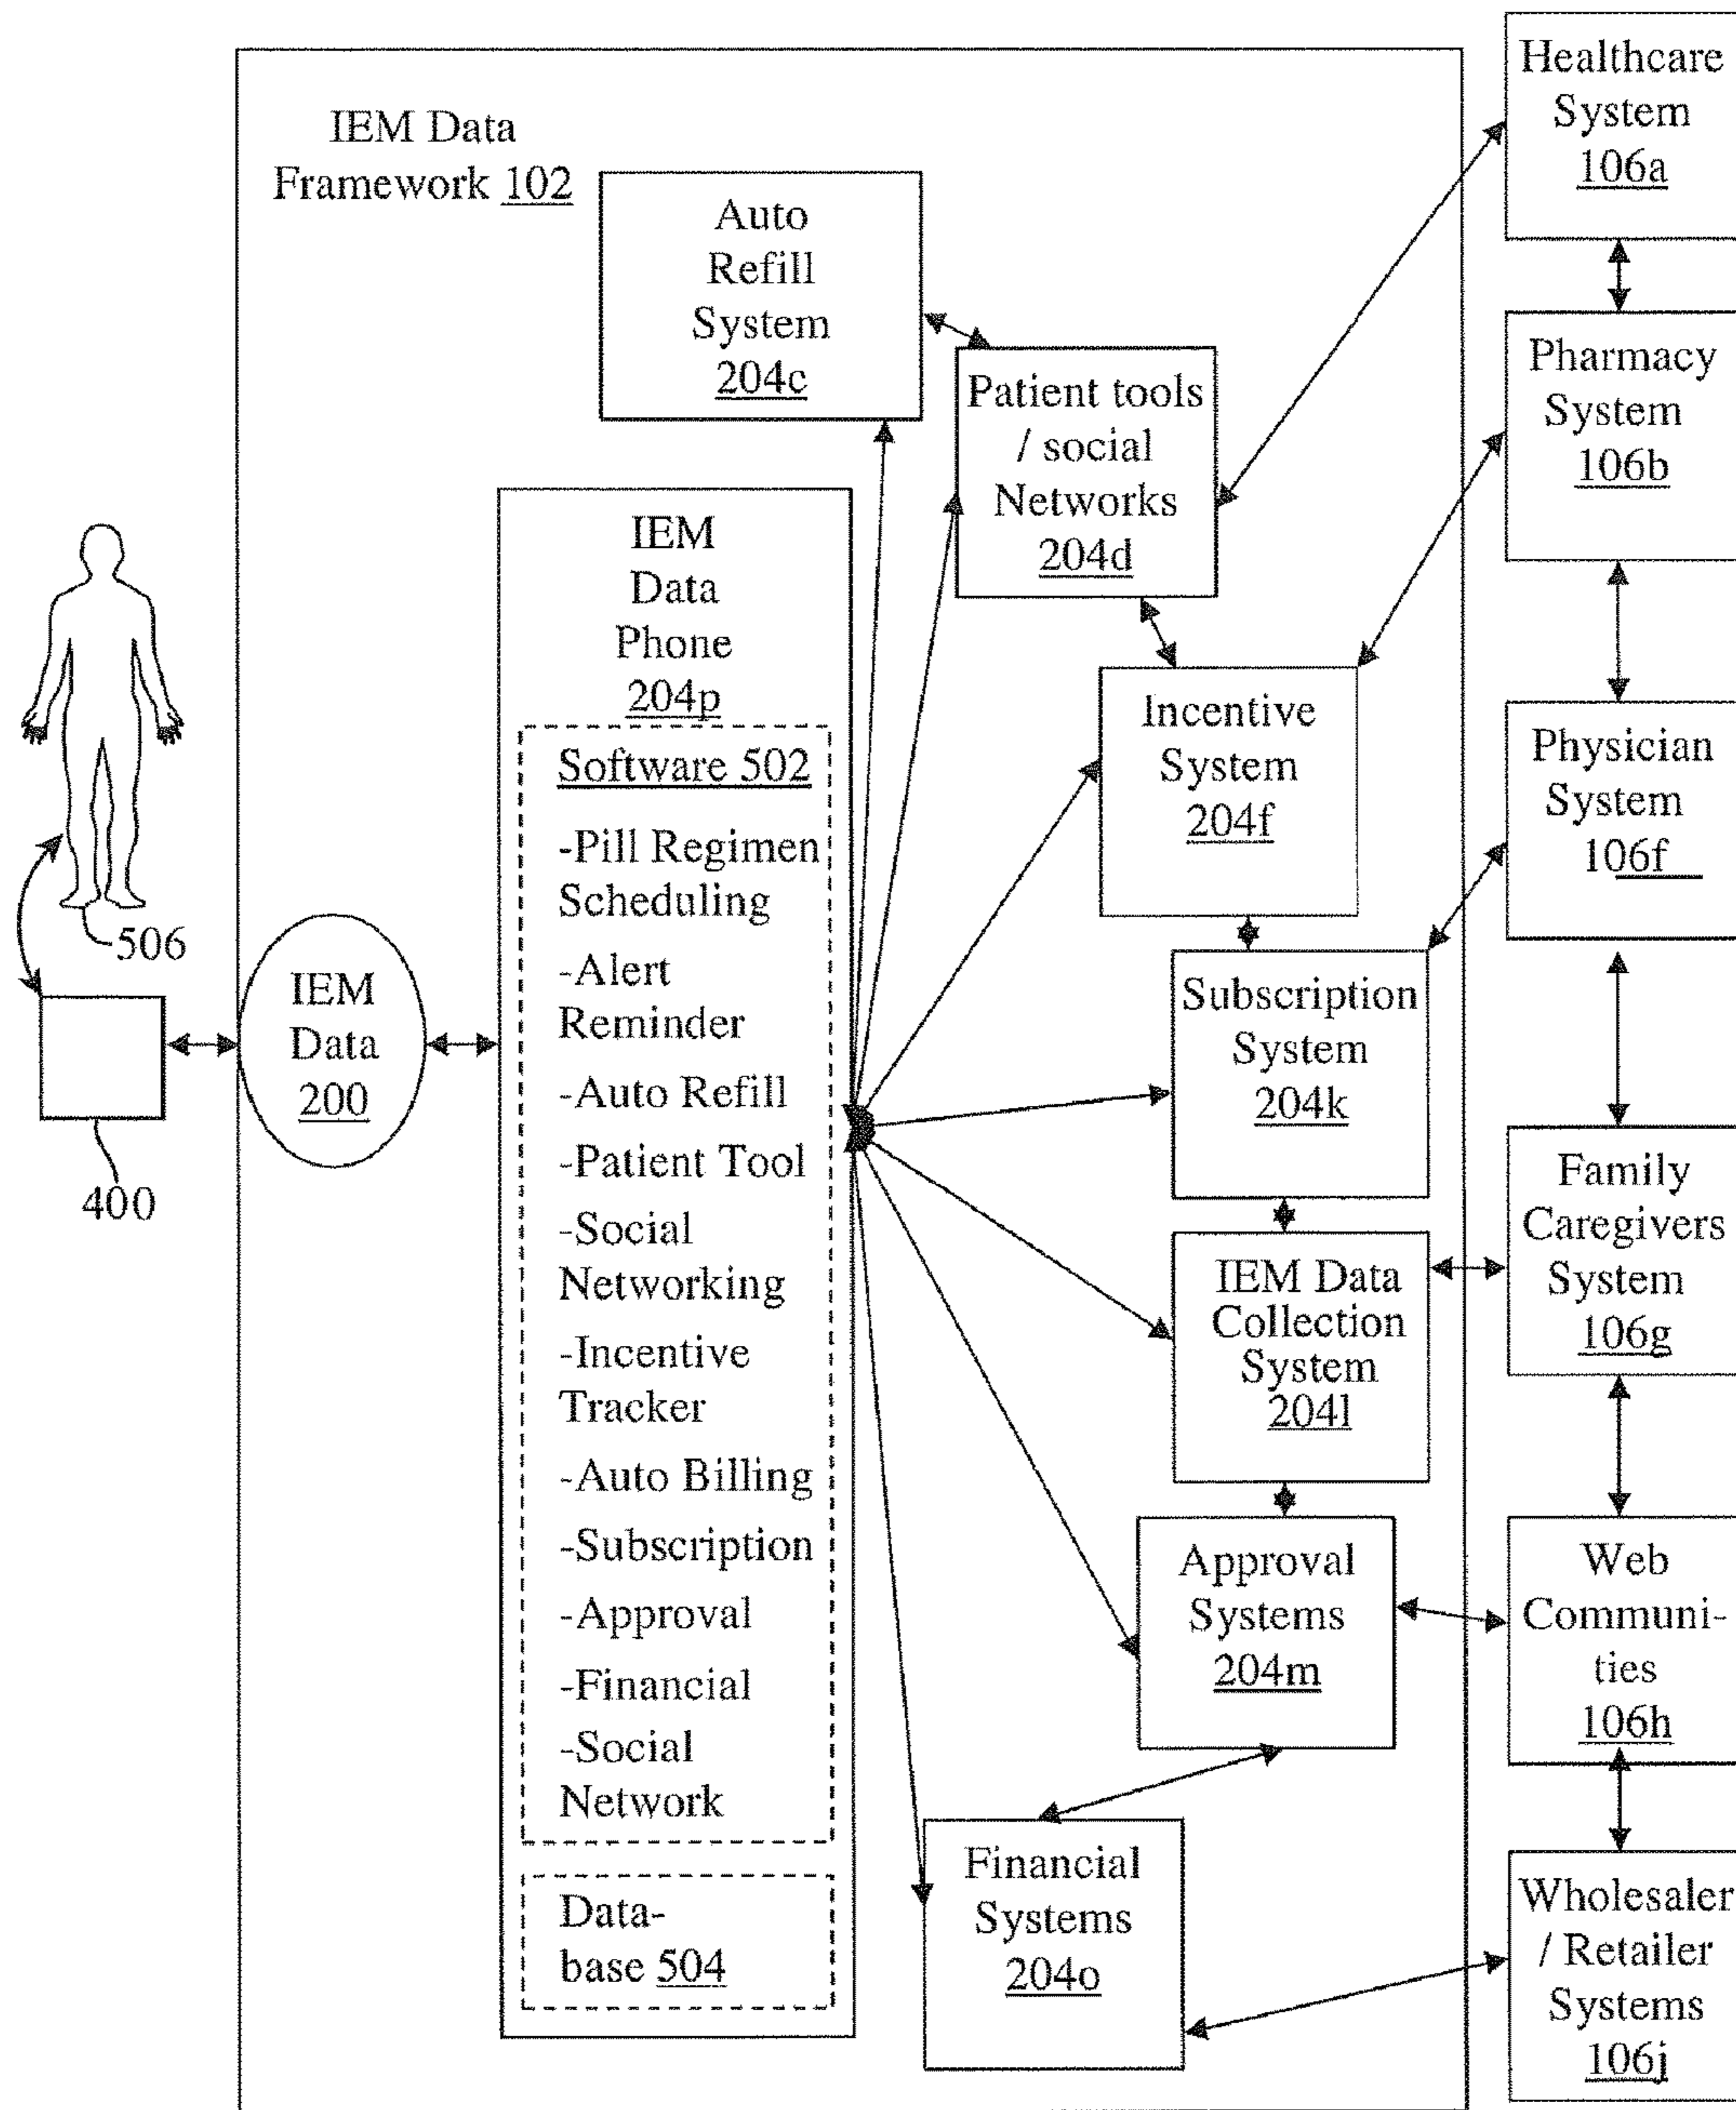 IEM Data
Framework 102
Auto
Refill
System
204c
Patient tools
/ social
Networks
204d
Incentive
System
204f
Subscription
System
204k
IEM Data
Collection
System
204l
Approval
Systems
204m
Financial
Systems
204o
IEM
Data
Phone
204p
Software 502
-Pill Regimen
Scheduling
-Alert
Reminder
-Auto Refill
-Patient Tool
-Social
Networking
-Incentive
Tracker
-Auto Billing
-Subscription
-Approval
-Financial
-Social
Network
Data-
base 504
506
400
IEM
Data
200
Healthcare
System
106a
Pharmacy
System
106b
Physician
System
106f
Family
Caregivers
System
106g
Web
Communi-
ties
106h
Wholesaler
/ Retailer
Systems
106j